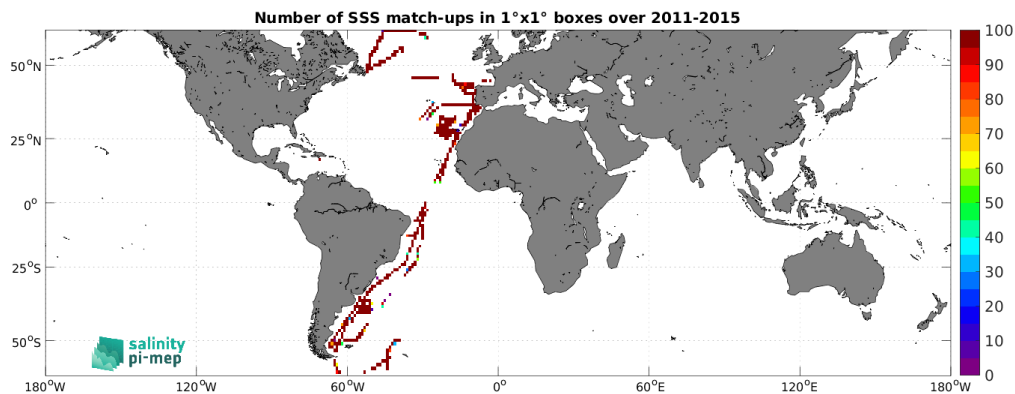 Number of SSS match-ups in 1°x1° boxes over 2011-2015
50°N
25°N
0°
25°S
50°S
180°W
120°W
60°W
0°
60°E
120°E
180°W
100
90
80
70
60
50
40
30
20
10
0
salinity
pi-mep